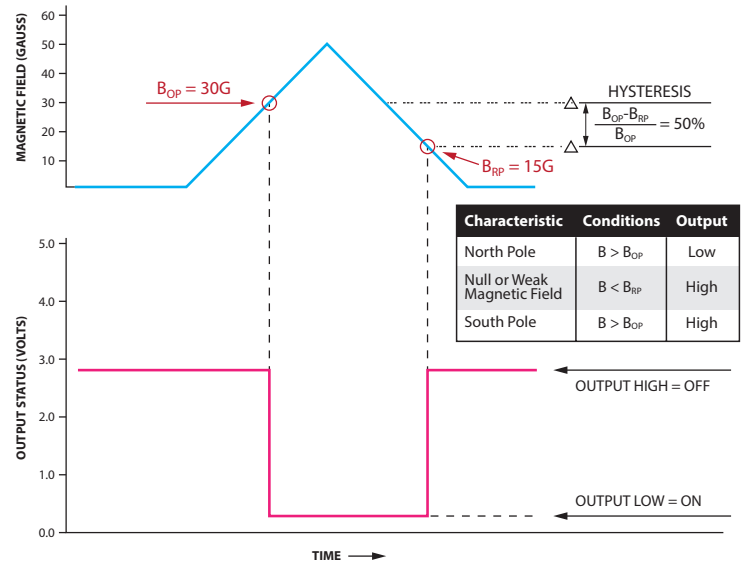 MAGNETIC FIELD (GAUSS)
60
50
40
30
20
10
BOP = 30G
BRP = 15G
HYSTERESIS
BOP-BRP
BOP
= 50%
Characteristic Conditions Output
North Pole B > BOP Low
Null or Weak
Magnetic Field B < BRP High
South Pole B > BOP High
OUTPUT STATUS (VOLTS)
5.0
4.0
3.0
2.0
1.0
0.0
OUTPUT HIGH = OFF
OUTPUT LOW = ON
TIME